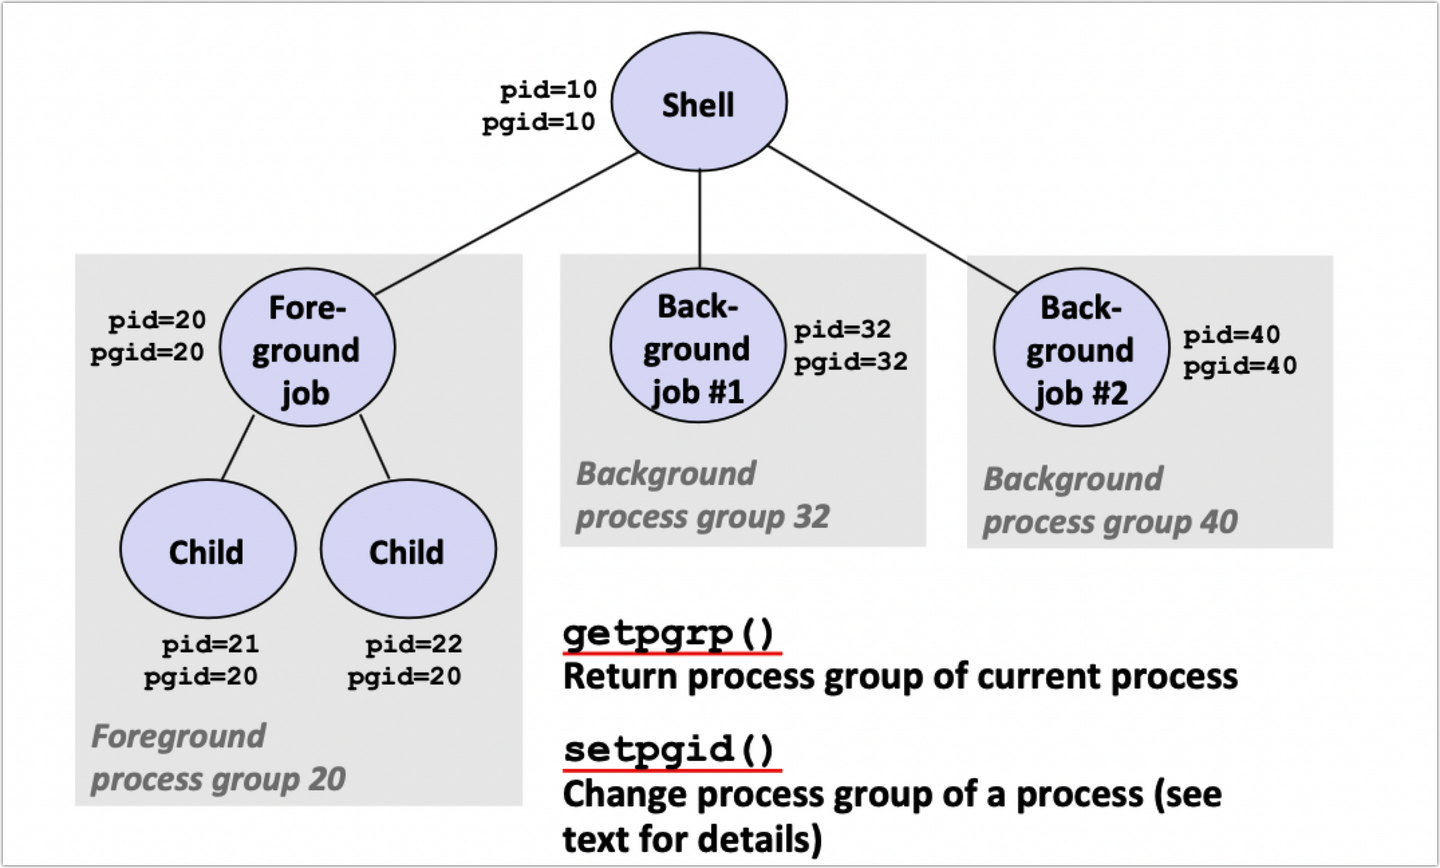 pid=10
pgid=10
Shell
pid=20
pgid=20
Fore-
ground
job
Back-
ground
job #1
pid=32
pgid=32
Back-
ground
job #2
pid=40
pgid=40
Background
process group 32
Background
process group 40
Child
Child
pid=21
pgid=20
pid=22
pgid=20
Foreground
process group 20
getpgrp()
Return process group of current process
setpgid()
Change process group of a process (see
text for details)